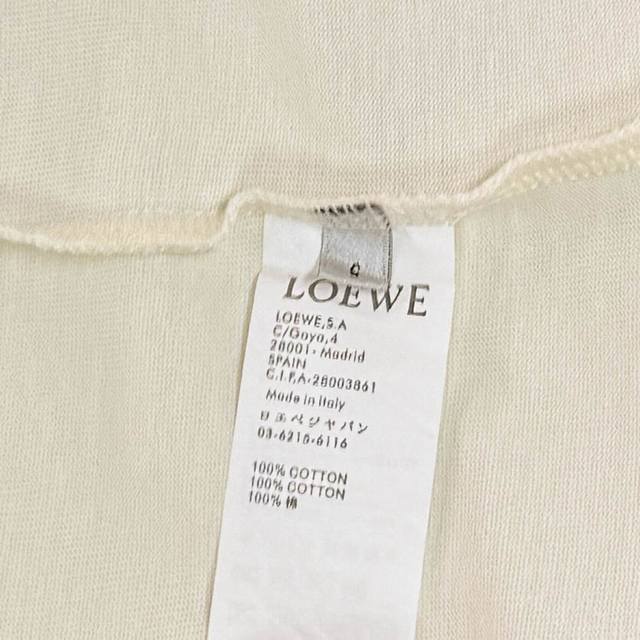 LOEWE
LOEWE,S.A
C/Goya,4
28001-Madrid
SPAIN
C.I.F.A-28003861
Made in Italy
ロエベジャパン
03-6215-6116
100% COTTON
100% COTTON
100% 棉